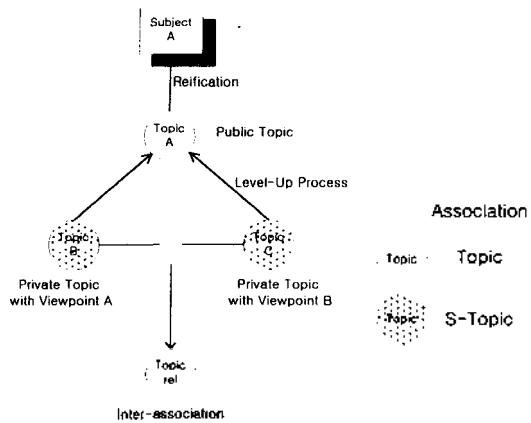 Subject
A
Reification
Topic
A
Public Topic
Level-Up Process
Association
Topic
B
Topic
C
Topic
Topic
Private Topic
with Viewpoint A
Private Topic
with Viewpoint B
Topic
S-Topic
Topic
rel
Inter-association